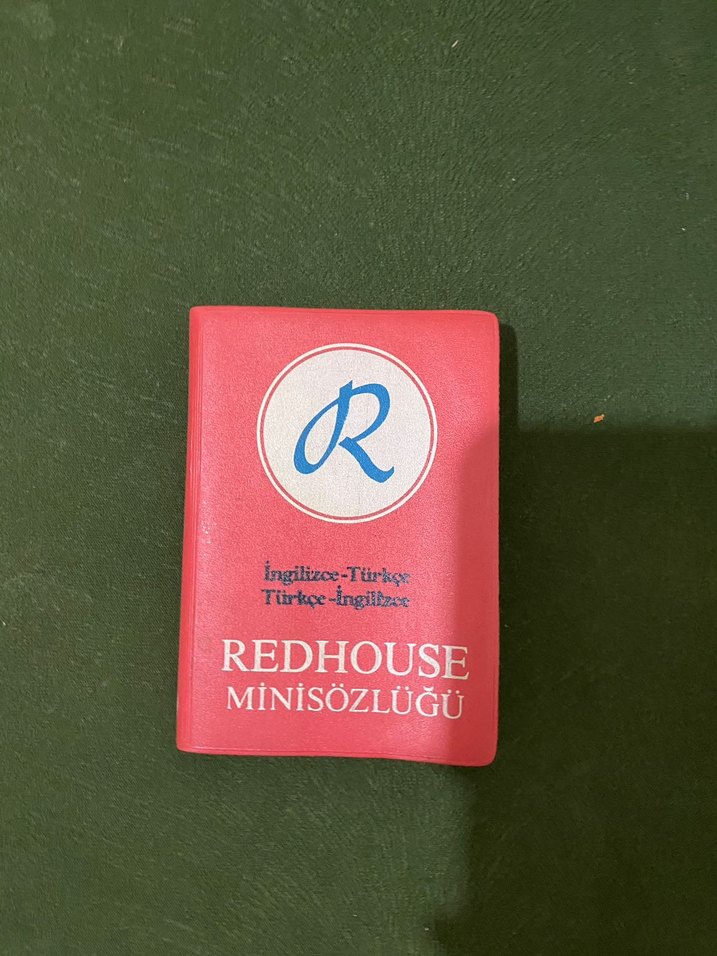 R
İngilizce-Türkçe
Türkçe-İngilizce
REDHOUSE
MİNİSÖZLÜĞÜ